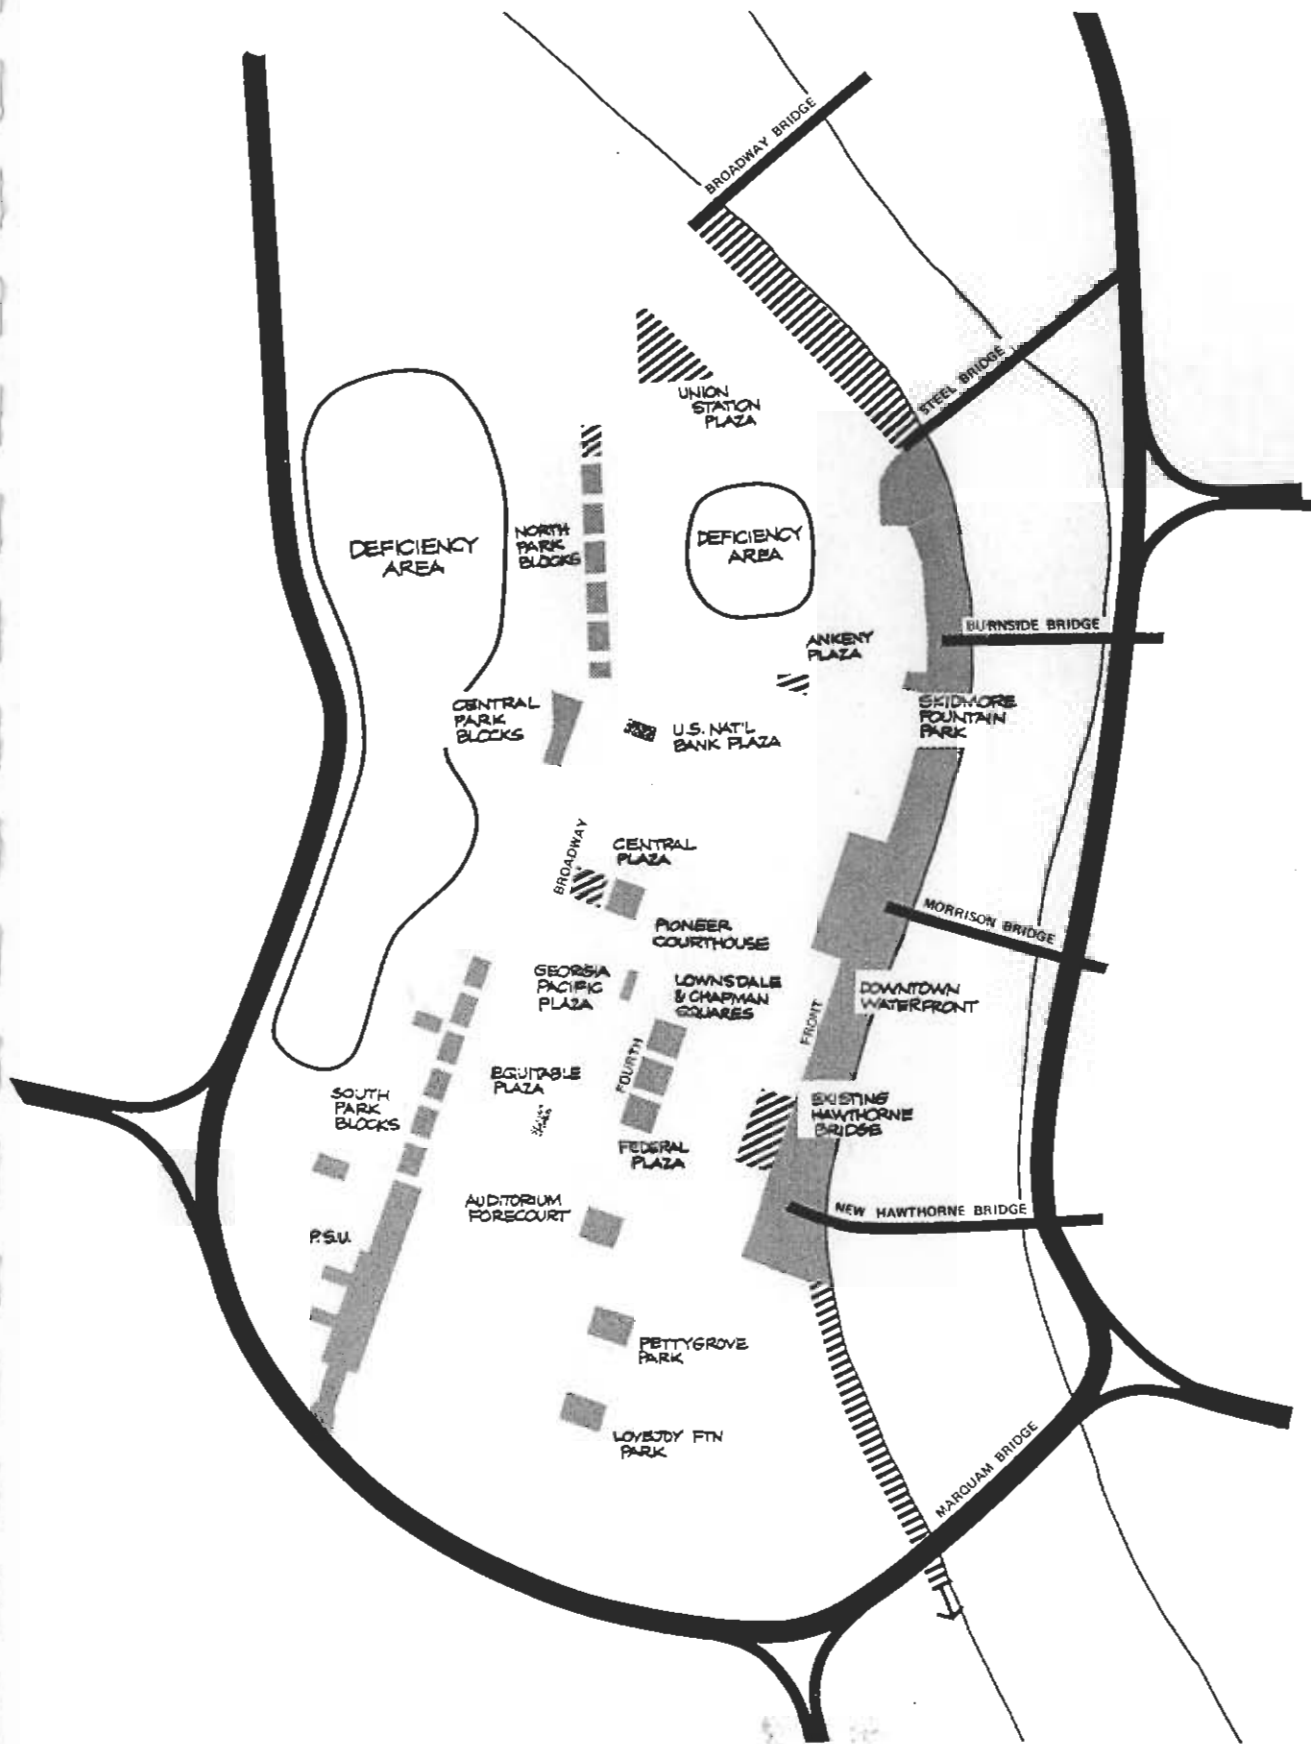 BROADWAY BRIDGE
STEEL BRIDGE
UNION
STATION
PLAZA
DEFICIENCY
AREA
NORTH
PARK
BLOCKS
DEFICIENCY
AREA
BURNSIDE BRIDGE
ANKENY
PLAZA
CENTRAL
PARK
BLOCKS
U.S. NAT'L
BANK PLAZA
SKIDMORE
FOUNTAIN
PARK
BROADWAY
CENTRAL
PLAZA
PIONEER
COURTHOUSE
MORRISON BRIDGE
GEORGIA
PACIFIC
PLAZA
LOWNSDALE
& CHAPMAN
SQUARES
DOWNTOWN
WATERFRONT
FRONT
FOURTH
EQUITABLE
PLAZA
SOUTH
PARK
BLOCKS
EXISTING
HAWTHORNE
BRIDGE
FEDERAL
PLAZA
AUDITORIUM
FORECOURT
NEW HAWTHORNE BRIDGE
P.S.U.
PETTYGROVE
PARK
LOVEJOY FTN
PARK
MARQUAM BRIDGE